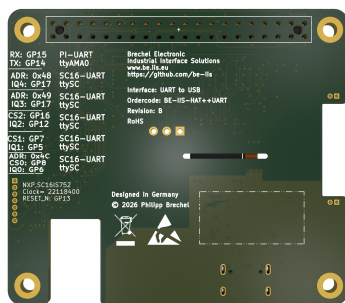 RX: GP15 PI-UART
TX: GP14 ttyAMA0
ADR: 0x48 SC16-UART
IQ4: GP17 ttySC
ADR: 0x49 SC16-UART
IQ3: GP17 ttySC
CS2: GP16 SC16-UART
IQ2: GP12 ttySC
CS1: GP7 SC16-UART
IQ1: GP5 ttySC
ADR: 0x4C SC16-UART
CS0: GP8
IQ0: GP6 ttySC
NXP.SC16IS752
Clock= 22118400
RESET_N: GP13
Brechel Electronic
Industrial Interface Solutions
www.be-iis.eu
https://github/be-iis
Interface: UART to USB
Ordercode: BE-IIS-HAT++UART
Revision: B
RoHS
Designed in Germany
© 2026 Philipp Brechel